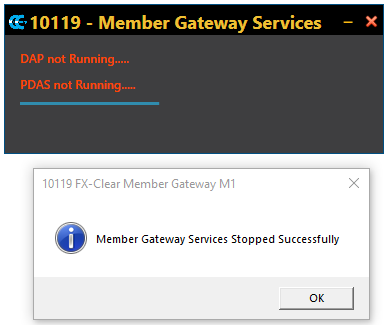 10119 - Member Gateway Services
DAP not Running.....
PDAS not Running.....
10119 FX-Clear Member Gateway M1
Member Gateway Services Stopped Successfully
OK